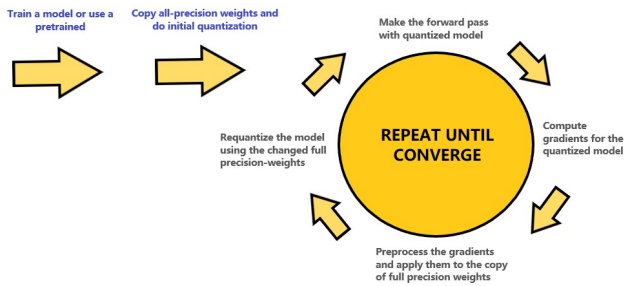 Train a model or use a
pretrained
Copy all-precision weights and
do initial quantization
Make the forward pass
with quantized model
Compute
gradients for the
quantized model
Preprocess the gradients
and apply them to the copy
of full precision weights
Requantize the model
using the changed full
precision-weights
REPEAT UNTIL
CONVERGE